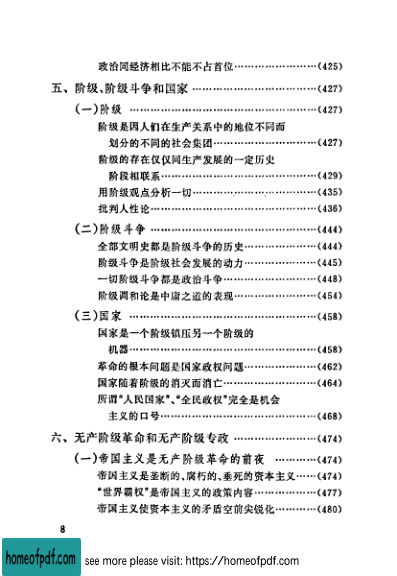 政治同经济相比不能不占首位……………………(425)
五、阶级、阶级斗争和国家……………………………(427)
(一)阶级……………………………………………(427)
阶级是因人们在生产关系中的地位不同而
划分的不同的社会集团…………………………(427)
阶级的存在仅仅同生产发展的一定历史
阶段相联系………………………………………(429)
用阶级观点分析一切………………………………(435)
批判人性论…………………………………………(436)
(二)阶级斗争………………………………………(444)
全部文明史都是阶级斗争的历史…………………(444)
阶级斗争是阶级社会发展的动力…………………(445)
一切阶级斗争都是政治斗争………………………(448)
阶级调和论是中庸之道的表现……………………(454)
(三)国家……………………………………………(458)
国家是一个阶级镇压另一个阶级的
机器………………………………………………(458)
革命的根本问题是国家政权问题…………………(462)
国家随着阶级的消灭而消亡………………………(464)
所谓“人民国家”、“全民政权”完全是机会
主义的口号………………………………………(468)
六、无产阶级革命和无产阶级专政……………………(474)
(一)帝国主义是无产阶级革命的前夜……………(474)
帝国主义是垄断的、腐朽的、垂死的资本主义……(474)
“世界霸权”是帝国主义的政策内容………………(477)
帝国主义使资本主义的矛盾空前尖锐化…………(480)
8
homeofpdf.com see more please visit: https://homeofpdf.com